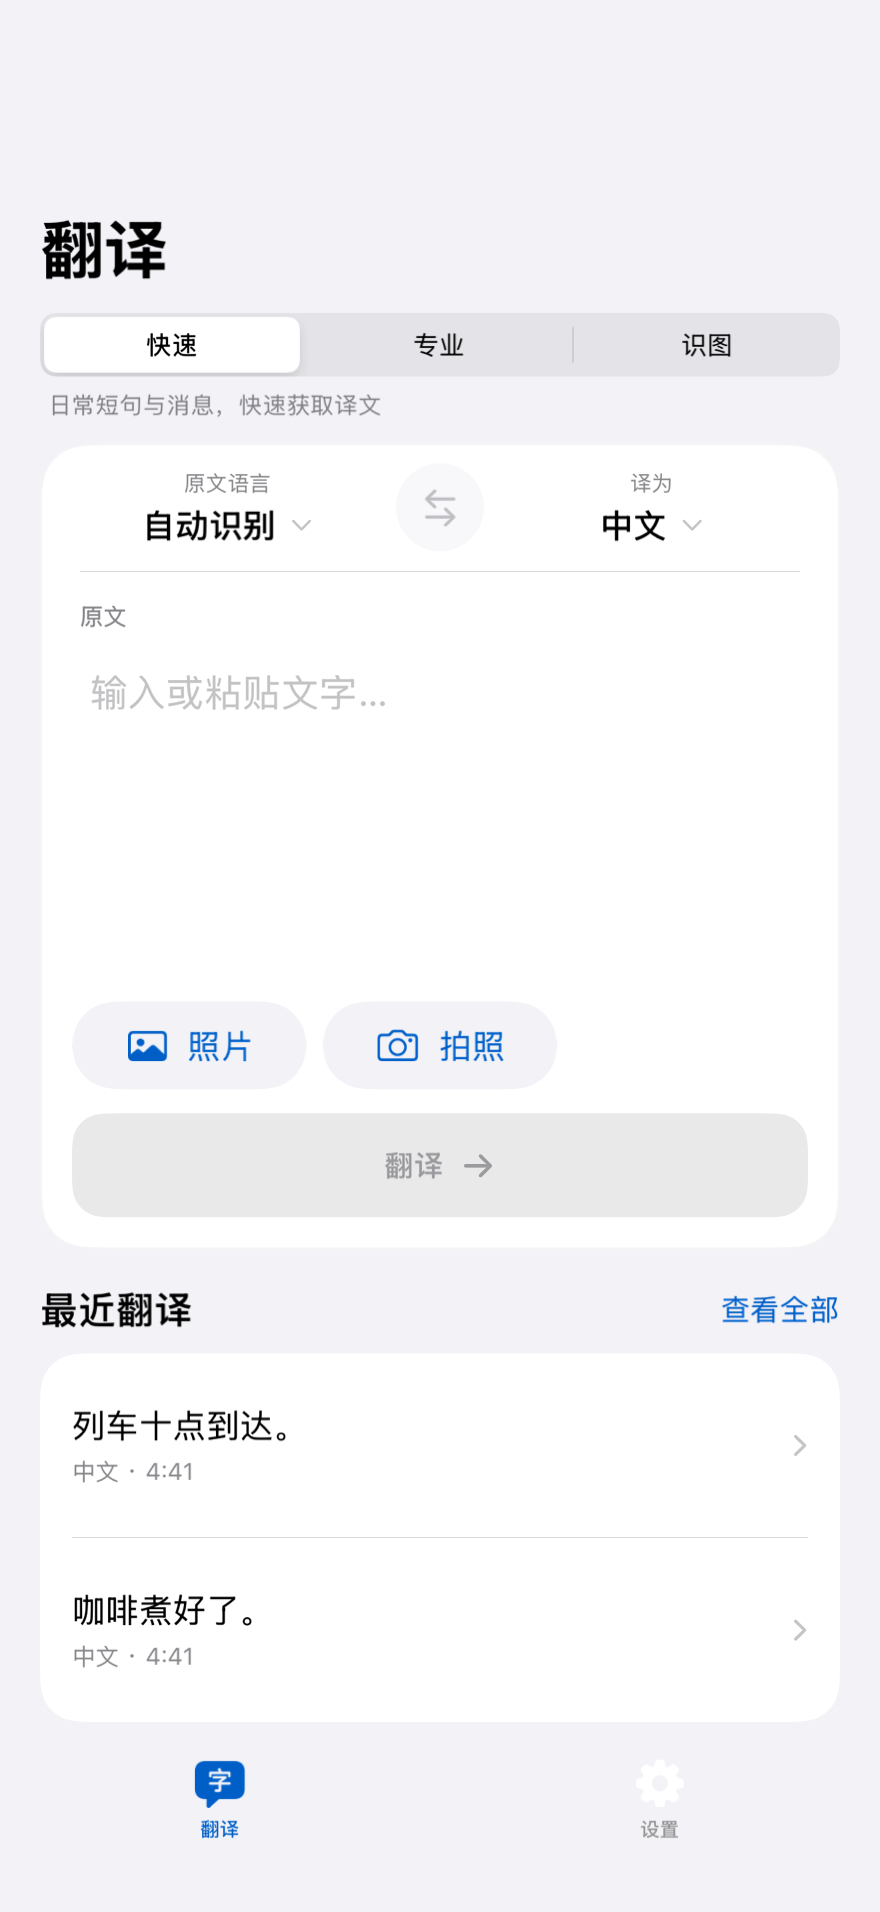 翻译
快速
专业
识图
日常短句与消息，快速获取译文
原文语言
译为
自动识别
中文
原文
输入或粘贴文字...
照片
拍照
翻译
最近翻译
查看全部
列车十点到达。
中文 · 4:41
咖啡煮好了。
中文 · 4:41
字
翻译
设置